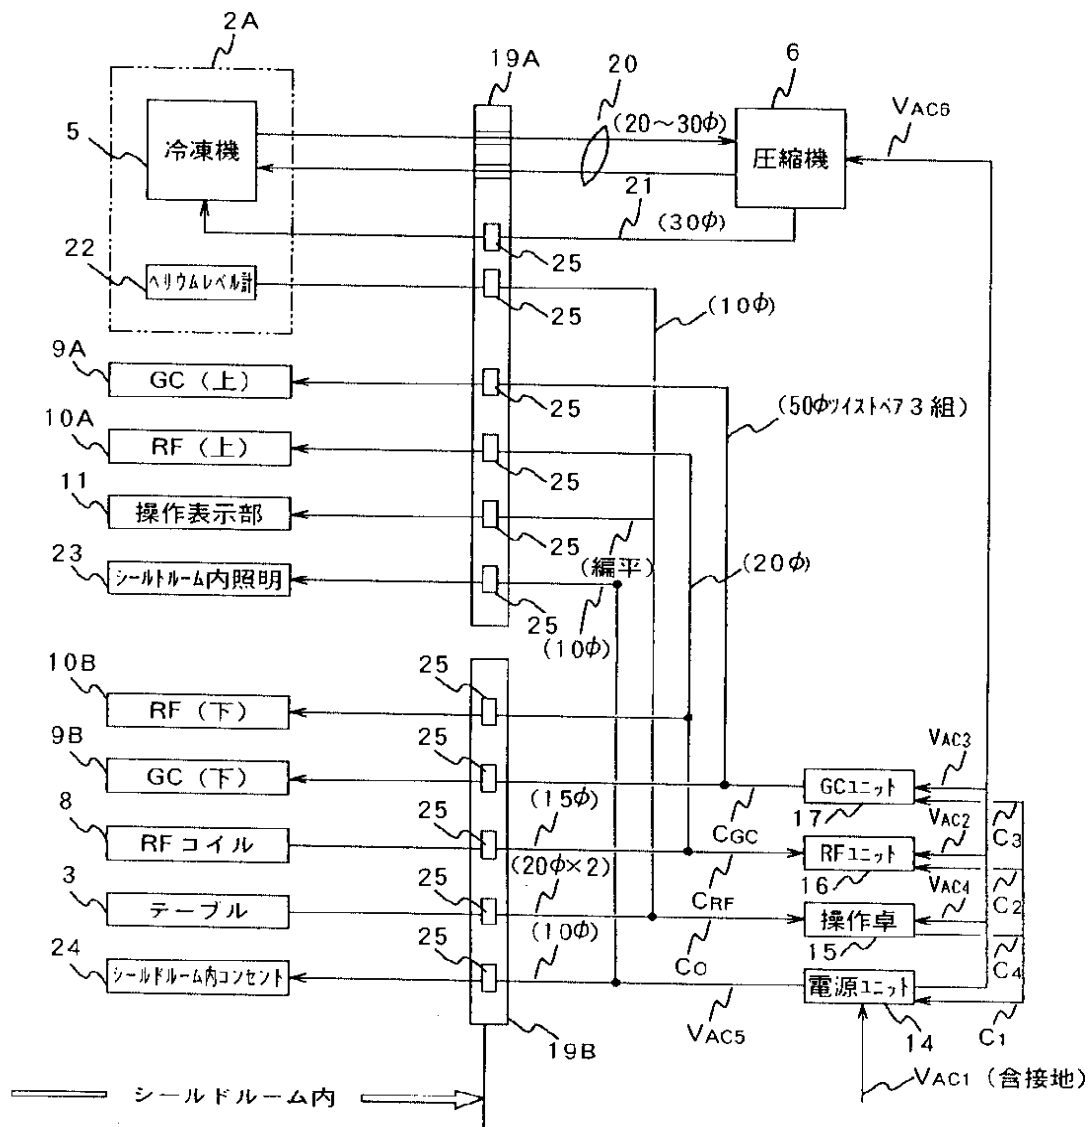 2A
19A
20
6
VAC6
(20〜30φ)
5
冷凍機
圧縮機
21
(30φ)
25
22
ヘリウムレベル計
25
(10φ)
9A
GC (上)
25
(50φツイストペア3組)
10A
RF (上)
25
11
操作表示部
25
(編平)
23
シールドルーム内照明
25
(20φ)
(10φ)
10B
25
RF (下)
9B
25
VAC3
GC (下)
GCユニット
(15φ)
17
CGC
VAC2
C3
8
25
RFコイル
RFユニット
(20φ×2)
16
CRF
VAC4
C2
3
25
テーブル
操作卓
(10φ)
15
CO
C4
24
25
シールドルーム内コンセント
電源ユニット
VAC5
14
C1
19B
VAC1 (含接地)
シールドルーム内